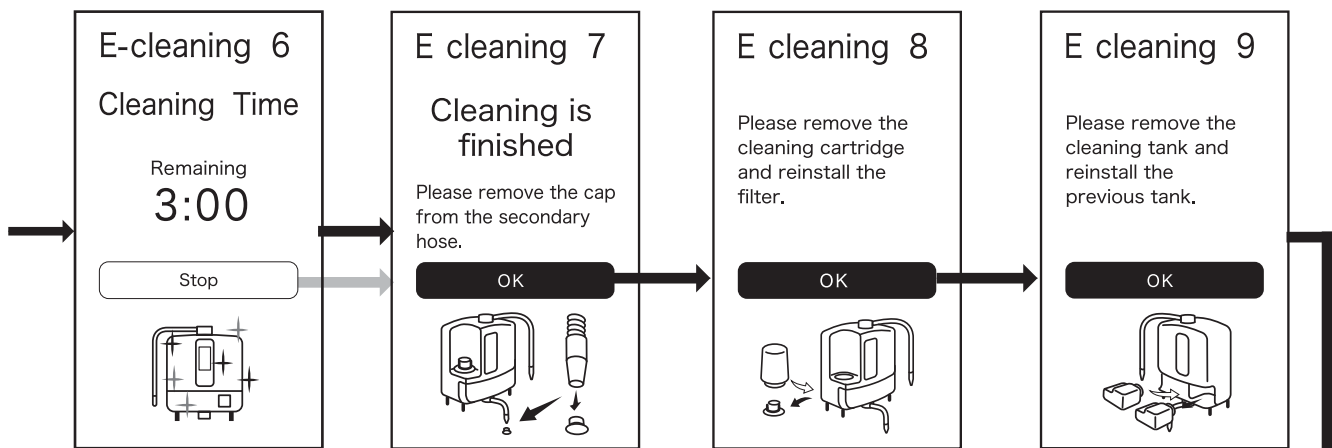 E-cleaning 6
Cleaning Time
Remaining
3:00
Stop
E cleaning 7
Cleaning is
finished
Please remove the cap
from the secondary
hose.
OK
E cleaning 8
Please remove the
cleaning cartridge
and reinstall the
filter.
OK
E cleaning 9
Please remove the
cleaning tank and
reinstall the
previous tank.
OK